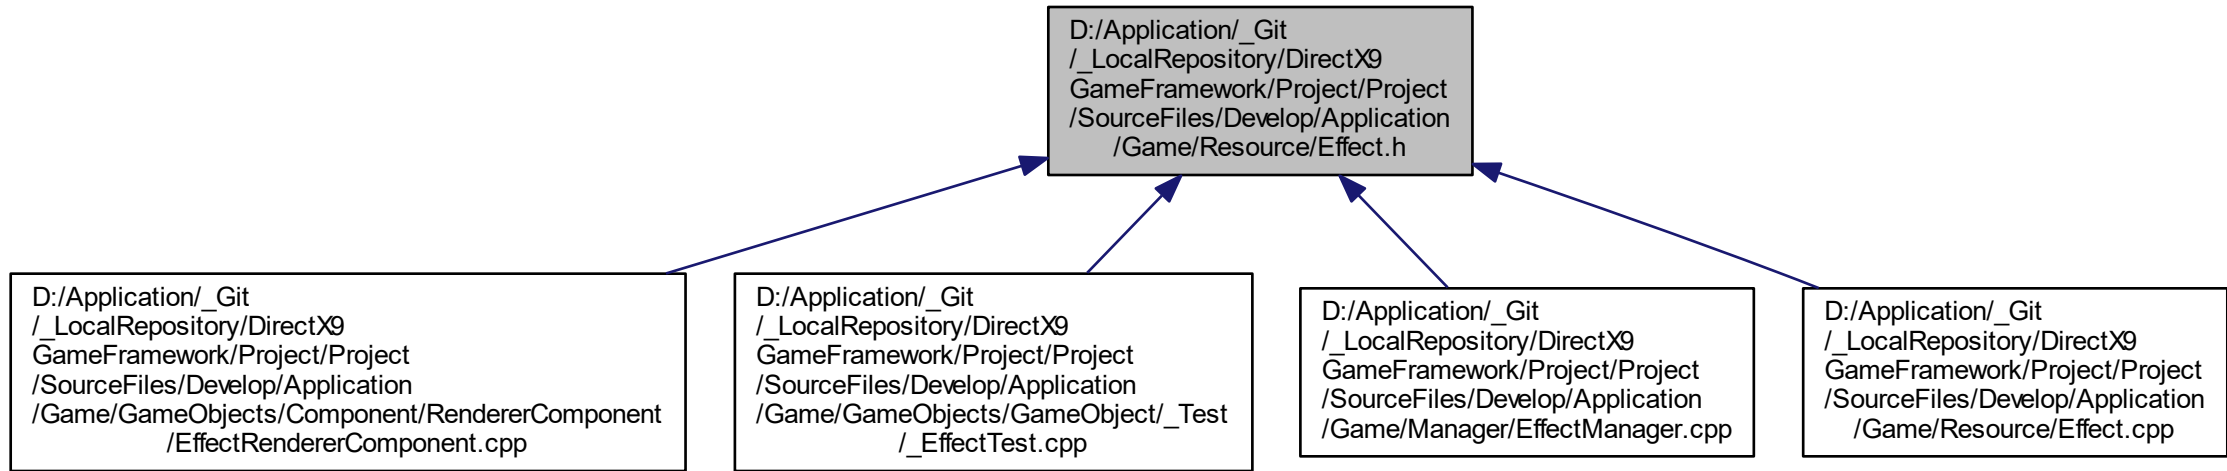 D:/Application/_Git
/_LocalRepository/DirectX9
GameFramework/Project/Project
/SourceFiles/Develop/Application
/Game/Resource/Effect.h
D:/Application/_Git
/_LocalRepository/DirectX9
GameFramework/Project/Project
/SourceFiles/Develop/Application
/Game/GameObjects/Component/RendererComponent
/EffectRendererComponent.cpp
D:/Application/_Git
/_LocalRepository/DirectX9
GameFramework/Project/Project
/SourceFiles/Develop/Application
/Game/GameObjects/GameObject/_Test
/_EffectTest.cpp
D:/Application/_Git
/_LocalRepository/DirectX9
GameFramework/Project/Project
/SourceFiles/Develop/Application
/Game/Manager/EffectManager.cpp
D:/Application/_Git
/_LocalRepository/DirectX9
GameFramework/Project/Project
/SourceFiles/Develop/Application
/Game/Resource/Effect.cpp